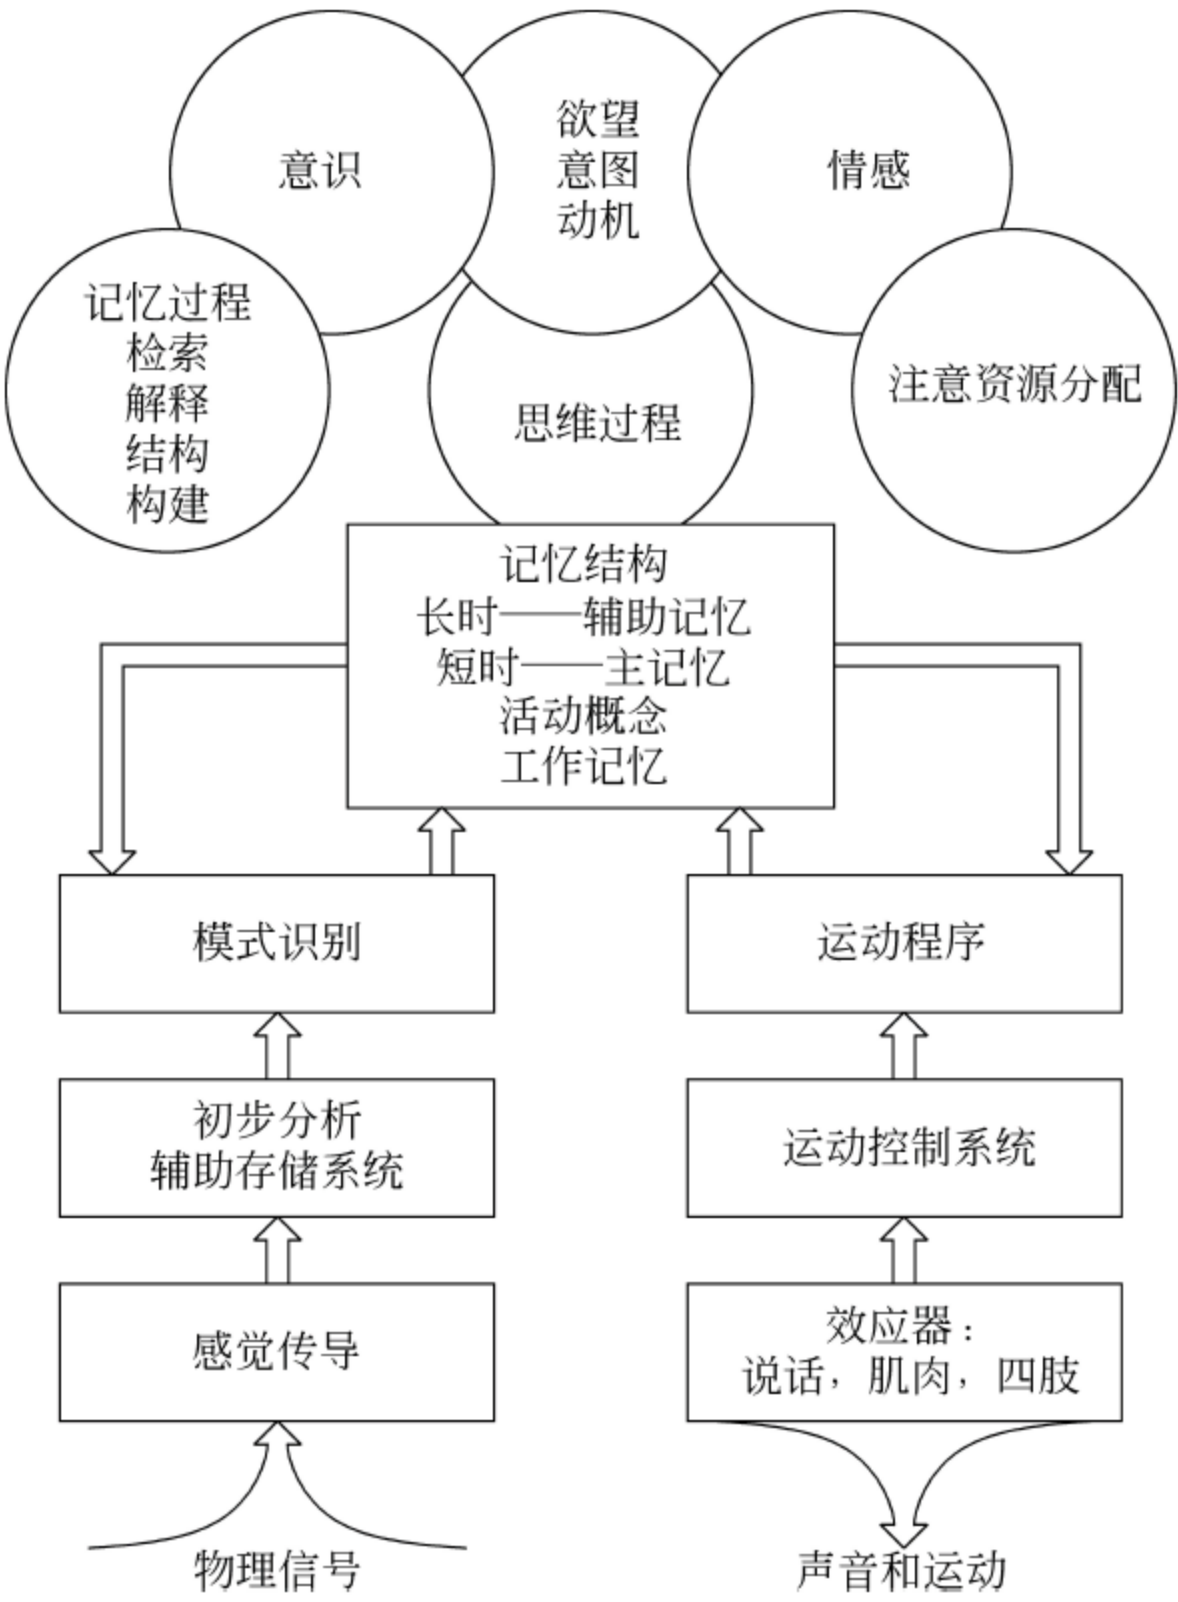 意识
欲望
意图
动机
情感
记忆过程
检索
解释
结构
构建
思维过程
注意资源分配
记忆结构
长时——辅助记忆
短时——主记忆
活动概念
工作记忆
模式识别
运动程序
初步分析
辅助存储系统
运动控制系统
感觉传导
效应器：
说话，肌肉，四肢
物理信号
声音和运动